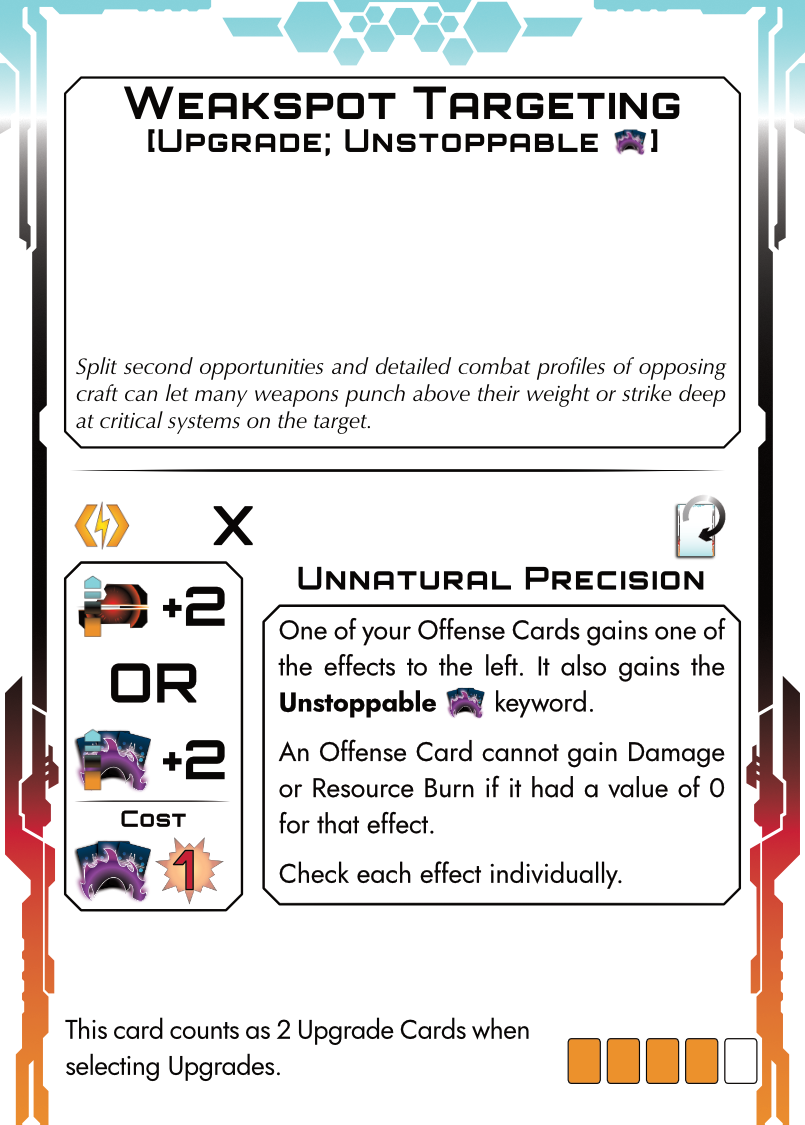 Weakspot Targeting
[Upgrade; Unstoppable ]
Split second opportunities and detailed combat profiles of opposing
craft can let many weapons punch above their weight or strike deep
at critical systems on the target.
X
+2
OR
+2
Cost
1
Unnatural Precision
One of your Offense Cards gains one of
the effects to the left. It also gains the
Unstoppable keyword.
An Offense Card cannot gain Damage
or Resource Burn if it had a value of 0
for that effect.
Check each effect individually.
This card counts as 2 Upgrade Cards when
selecting Upgrades.